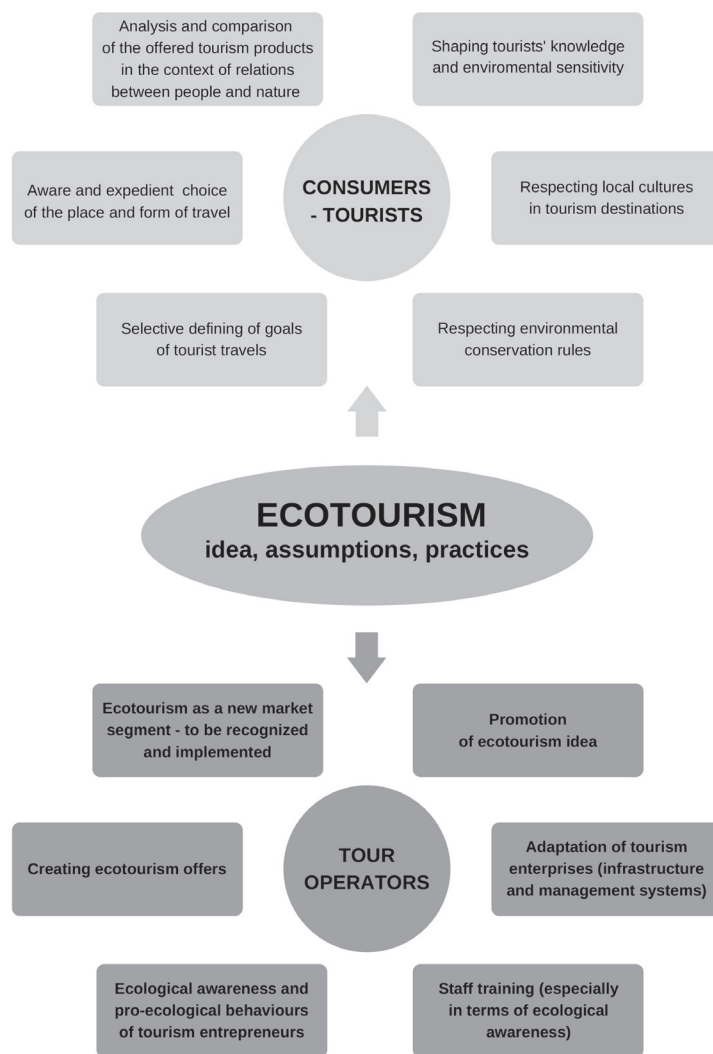 Analysis and comparison
of the offered tourism products
in the context of relations
between people and nature
Shaping tourists' knowledge
and enviromental sensitivity
CONSUMERS
- TOURISTS
Aware and expedient choice
of the place and form of travel
Respecting local cultures
in tourism destinations
Selective defining of goals
of tourist travels
Respecting environmental
conservation rules
ECOTOURISM
idea, assumptions, practices
Ecotourism as a new market
segment - to be recognized
and implemented
Promotion
of ecotourism idea
Creating ecotourism offers
TOUR
OPERATORS
Adaptation of tourism
enterprises (infrastructure
and management systems)
Ecological awareness and
pro-ecological behaviours
of tourism entrepreneurs
Staff training (especially
in terms of ecological
awareness)